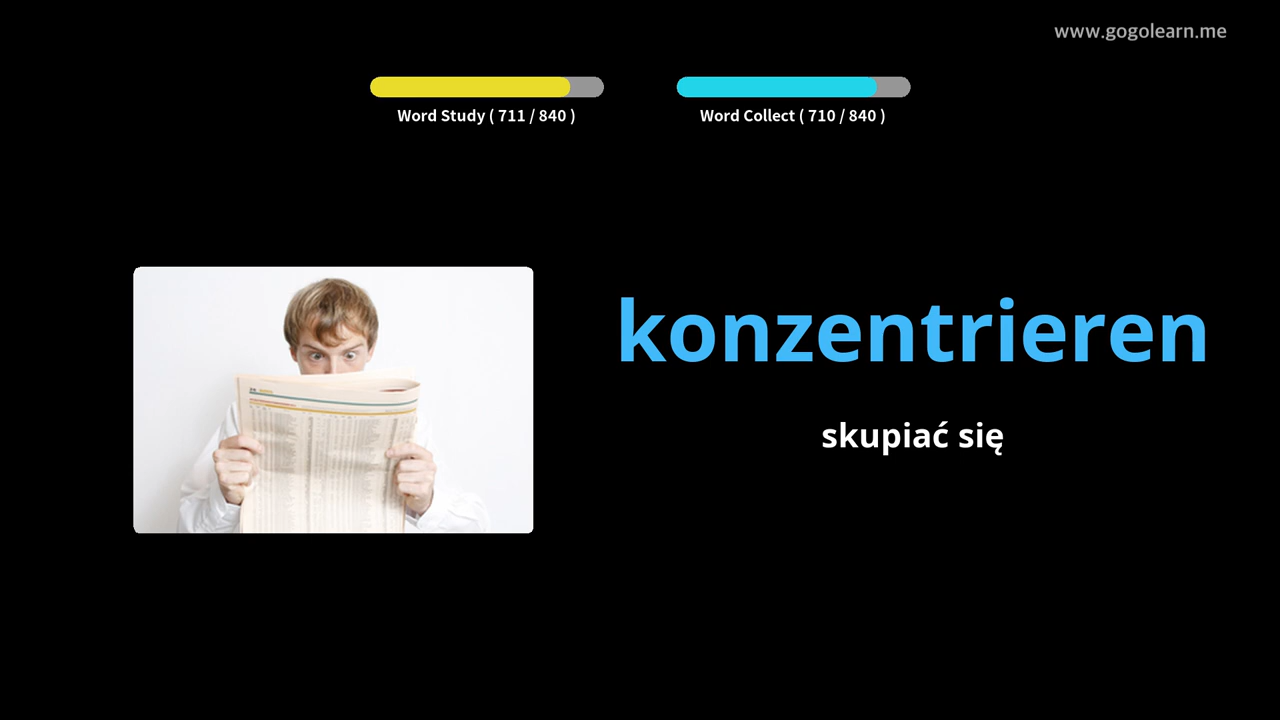 www.gogolearn.me
Word Study ( 711 / 840 )
Word Collect ( 710 / 840 )
konzentrieren
skupiać się